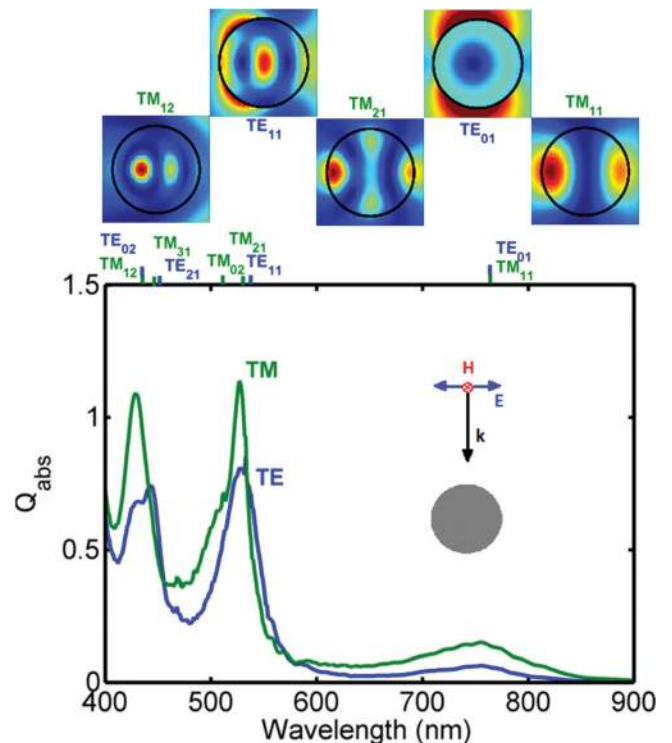 TM₁₂
TE₁₁
TM₂₁
TE₀₁
TM₁₁
TE₀₂
TM₁₂
TM₃₁
TE₂₁
TM₂₁
TM₀₂
TE₁₁
TE₀₁
TM₁₁
1.5
1
0.5
0
Q_abs
TM
TE
H
E
k
400 500 600 700 800 900
Wavelength (nm)